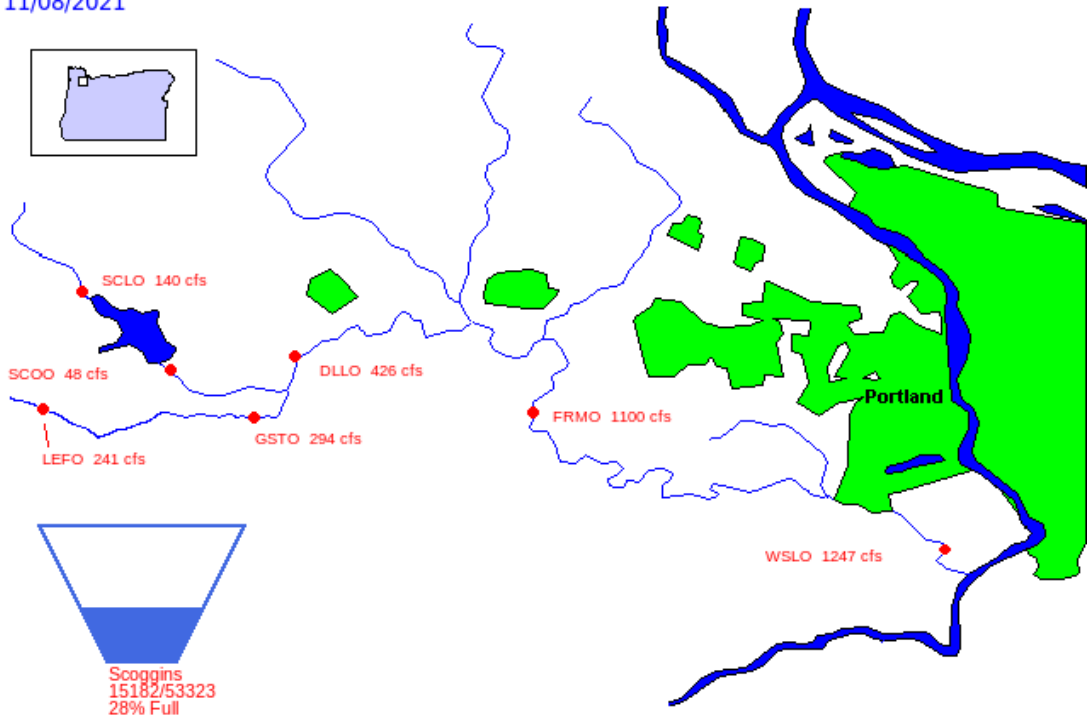 11/08/2021
SCLO 140 cfs
SCOO 48 cfs
DLLO 426 cfs
Portland
FRMO 1100 cfs
GSTO 294 cfs
LEFO 241 cfs
WSLO 1247 cfs
Scoggins
15182/53323
28% Full